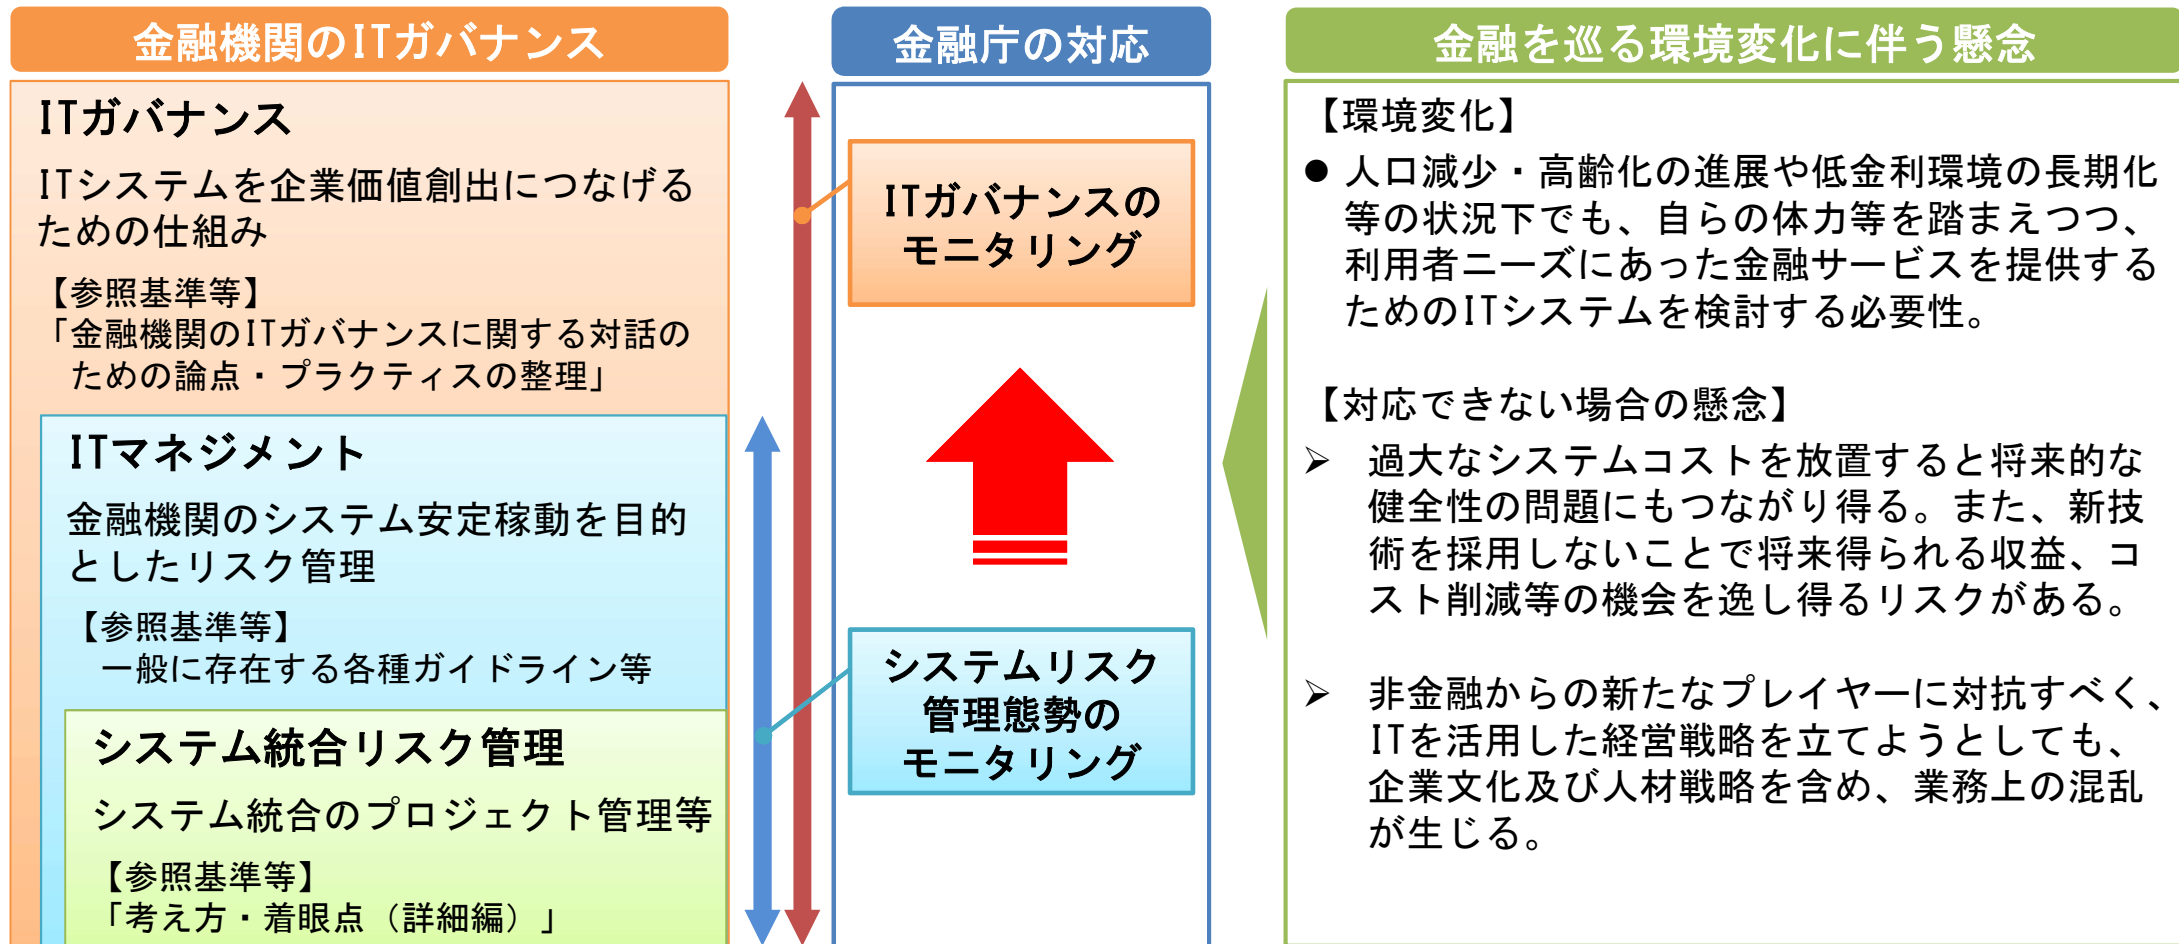 金融機関のITガバナンス
ITガバナンス
ITシステムを企業価値創出につなげる
ための仕組み
【参照基準等】
「金融機関のITガバナンスに関する対話の
ための論点・プラクティスの整理」
ITマネジメント
金融機関のシステム安定稼動を目的
としたリスク管理
【参照基準等】
一般に存在する各種ガイドライン等
システム統合リスク管理
システム統合のプロジェクト管理等
【参照基準等】
「考え方・着眼点（詳細編）」
金融庁の対応
ITガバナンスの
モニタリング
システムリスク
管理態勢の
モニタリング
金融を巡る環境変化に伴う懸念
【環境変化】
● 人口減少・高齢化の進展や低金利環境の長期化
等の状況下でも、自らの体力等を踏まえつつ、
利用者ニーズにあった金融サービスを提供する
ためのITシステムを検討する必要性。
【対応できない場合の懸念】
➢ 過大なシステムコストを放置すると将来的な
健全性の問題にもつながり得る。また、新技
術を採用しないことで将来得られる収益、コ
スト削減等の機会を逸し得るリスクがある。
➢ 非金融からの新たなプレイヤーに対抗すべく、
ITを活用した経営戦略を立てようとしても、
企業文化及び人材戦略を含め、業務上の混乱
が生じる。